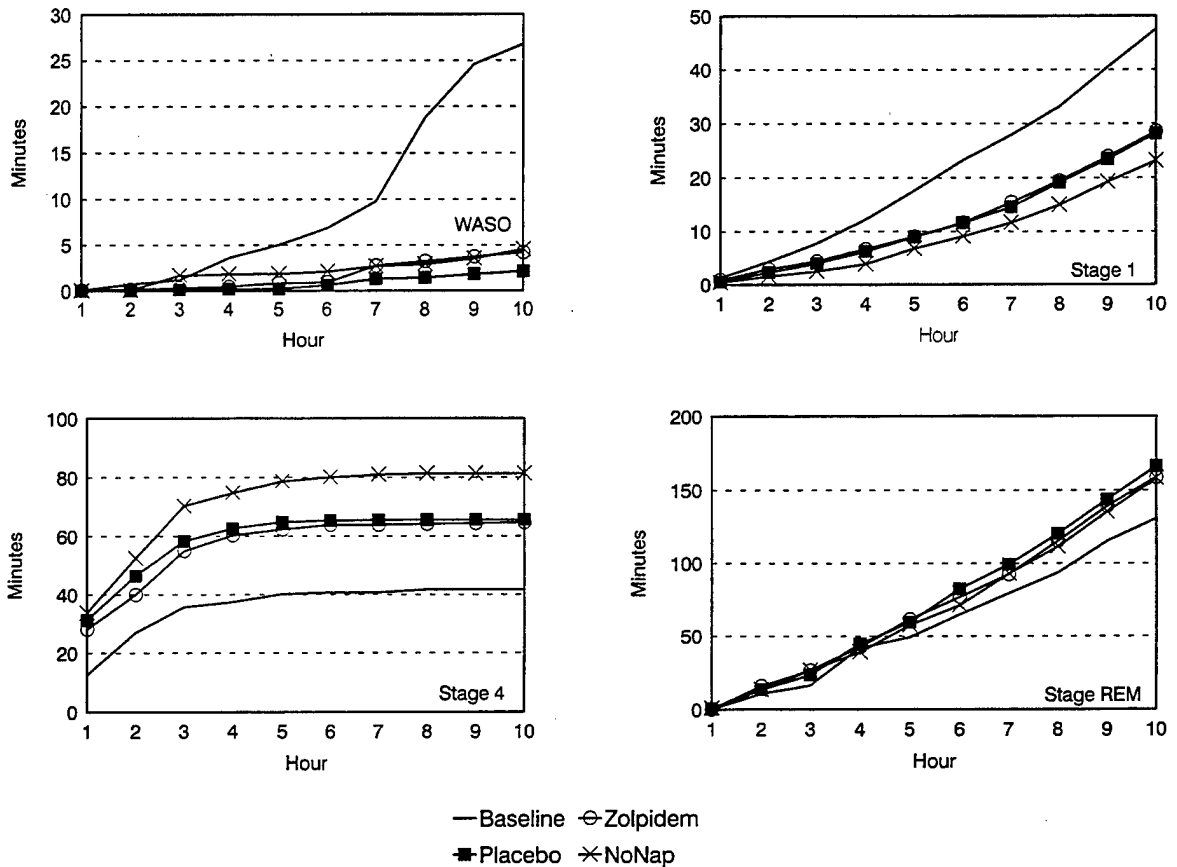 30
25
20
15
10
5
0
Minutes
WASO
1 2 3 4 5 6 7 8 9 10
Hour
50
40
30
20
10
0
Minutes
Stage 1
1 2 3 4 5 6 7 8 9 10
Hour
100
80
60
40
20
0
Minutes
Stage 4
1 2 3 4 5 6 7 8 9 10
Hour
200
150
100
50
0
Minutes
Stage REM
1 2 3 4 5 6 7 8 9 10
Hour
Baseline Zolpidem
Placebo NoNap